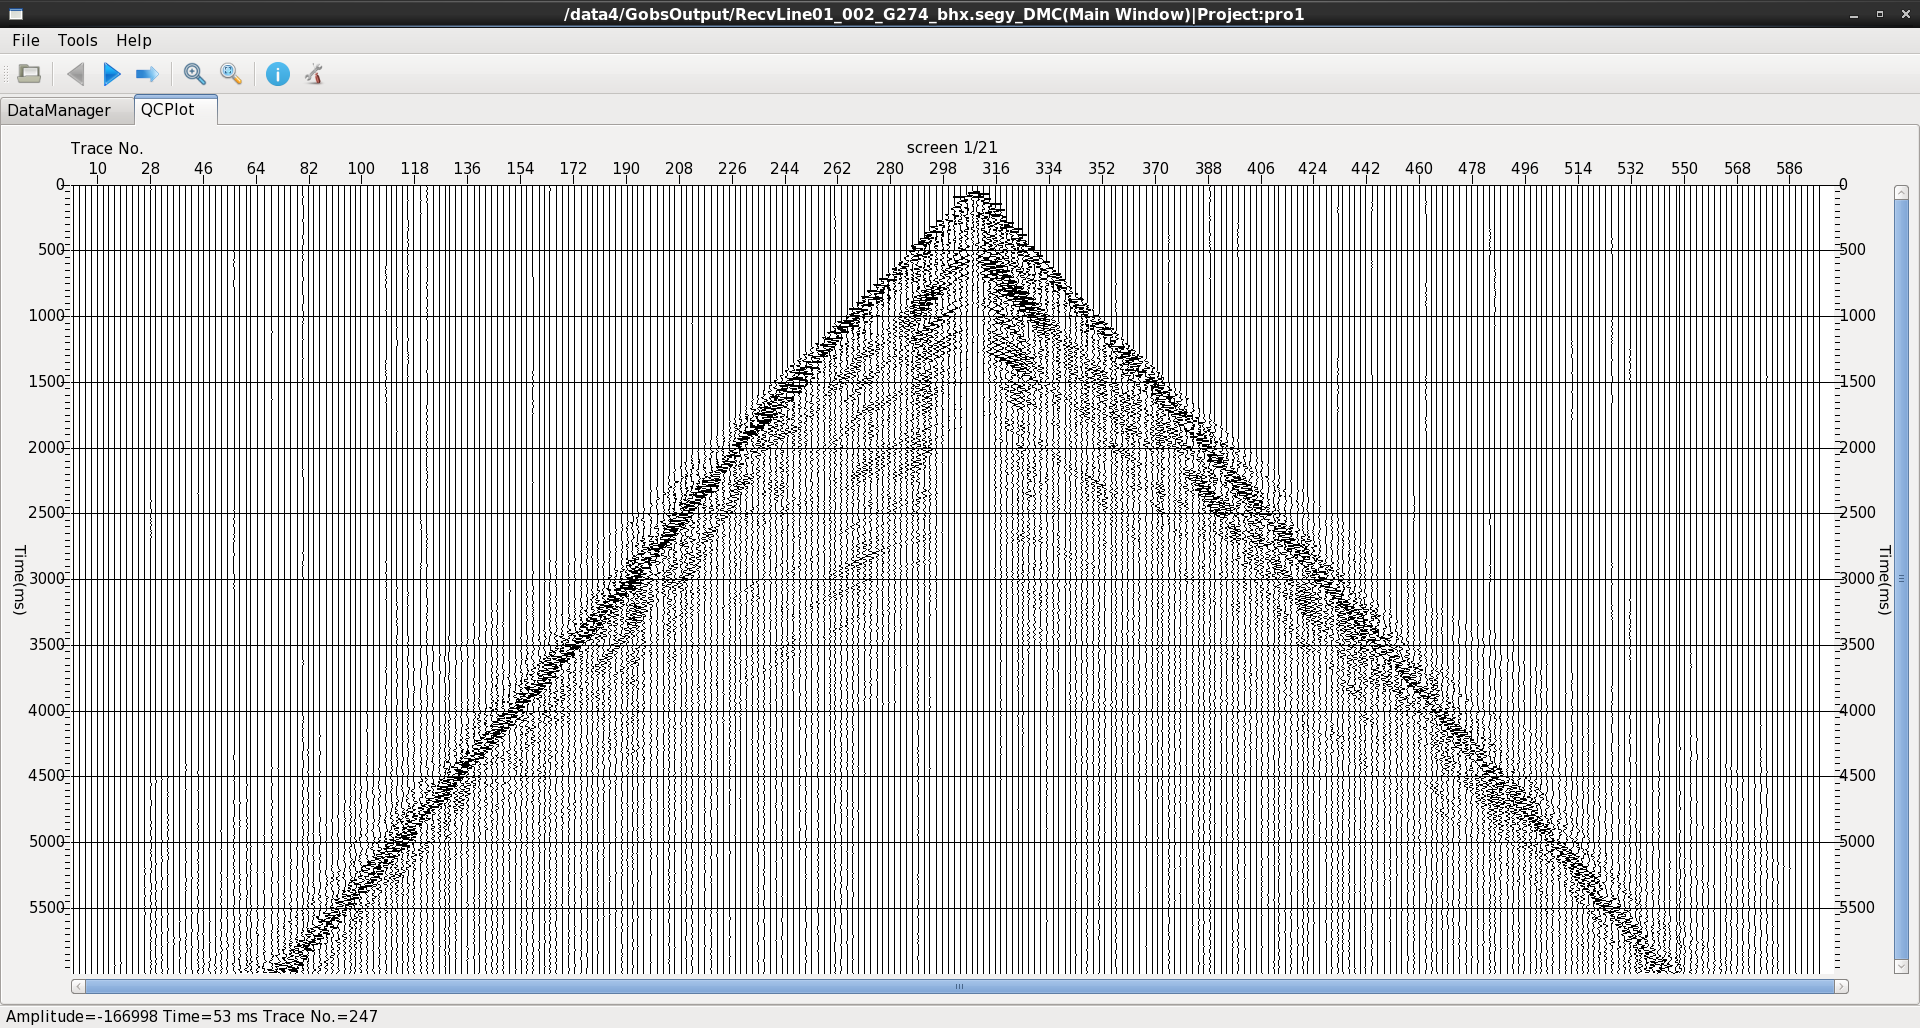 /data4/GobsOutput/RecvLine01_002_G274_bhx.segy_DMC(Main Window)|Project:pro1
File Tools Help
DataManager QCPlot
Trace No. screen 1/21
10 28 46 64 82 100 118 136 154 172 190 208 226 244 262 280 298 316 334 352 370 388 406 424 442 460 478 496 514 532 550 568 586
0 0
500 500
1000 1000
1500 1500
2000 2000
2500 2500
Time(ms) Time(ms)
3000 3000
3500 3500
4000 4000
4500 4500
5000 5000
5500 5500
Amplitude=-166998 Time=53 ms Trace No.=247